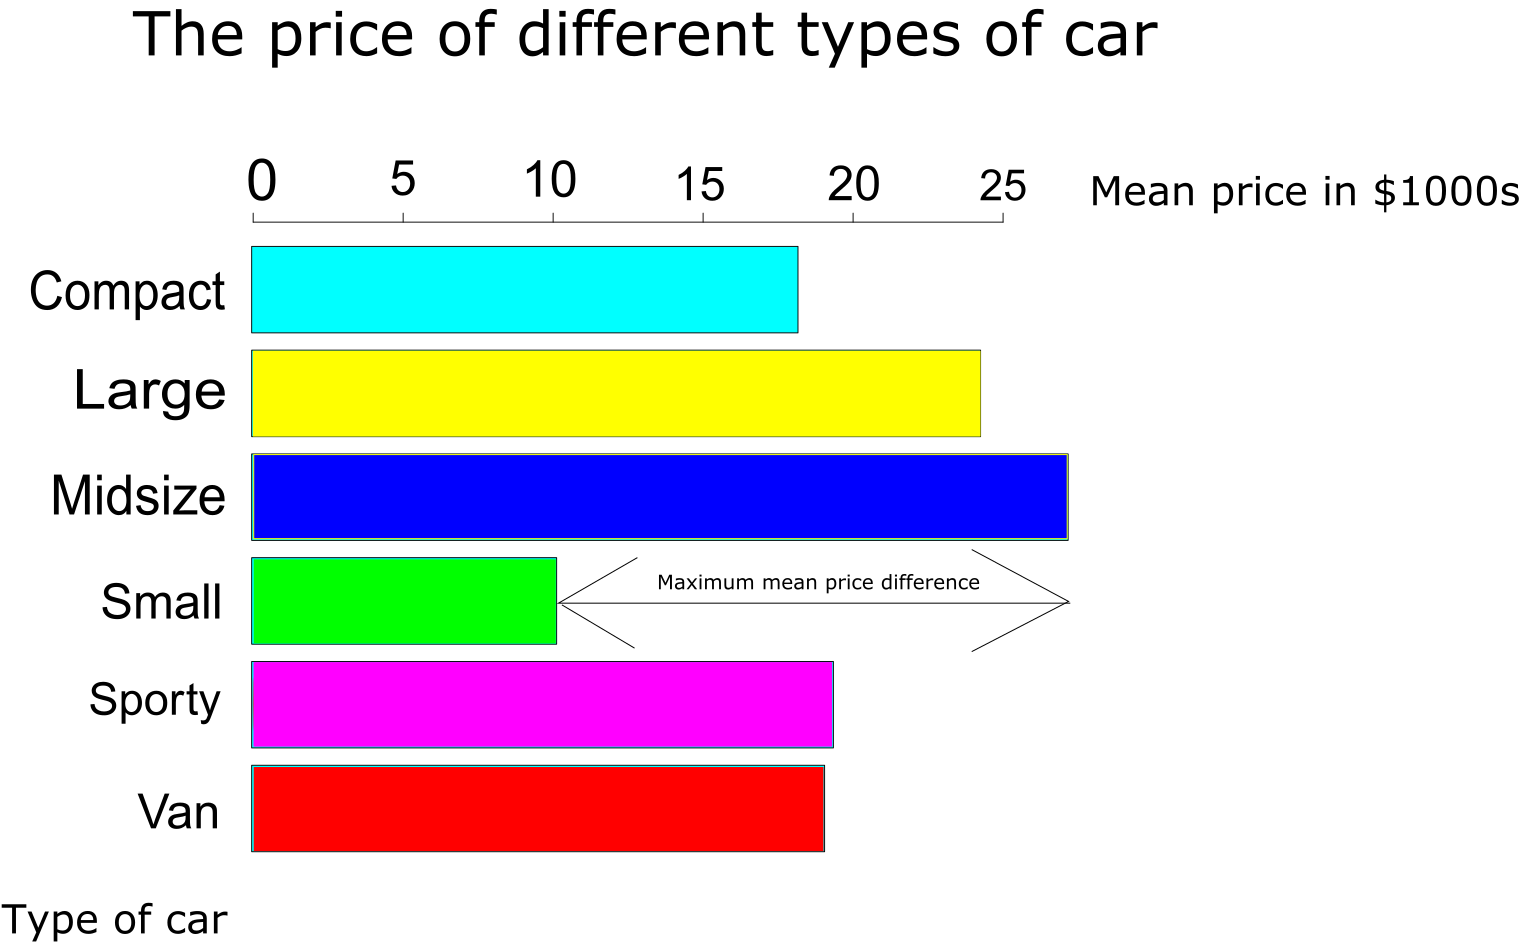 The price of different types of car
0 5 10 15 20 25 Mean price in $1000s
Compact
Large
Midsize
Maximum mean price difference
Small
Sporty
Van
Type of car